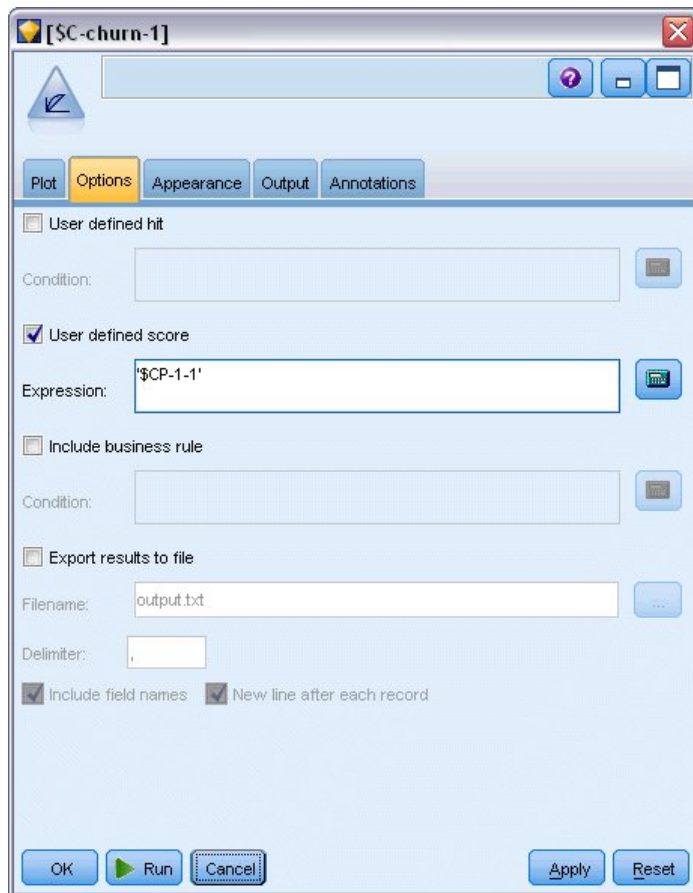 [$C-churn-1]
Plot Options Appearance Output Annotations
User defined hit
Condition:
User defined score
Expression: '$CP-1-1'
Include business rule
Condition:
Export results to file
Filename: output.txt ...
Delimiter: ,
Include field names New line after each record
OK Run Cancel Apply Reset